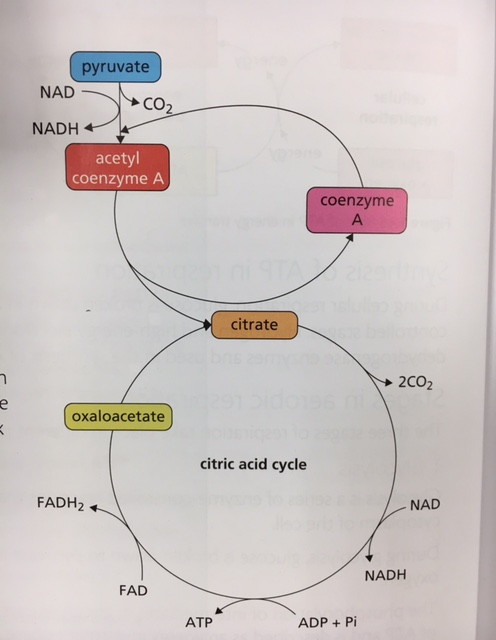 pyruvate
NAD
CO₂
NADH
acetyl
coenzyme A
coenzyme
A
citrate
2CO₂
oxaloacetate
citric acid cycle
FADH₂
NAD
NADH
FAD
ATP
ADP + Pi